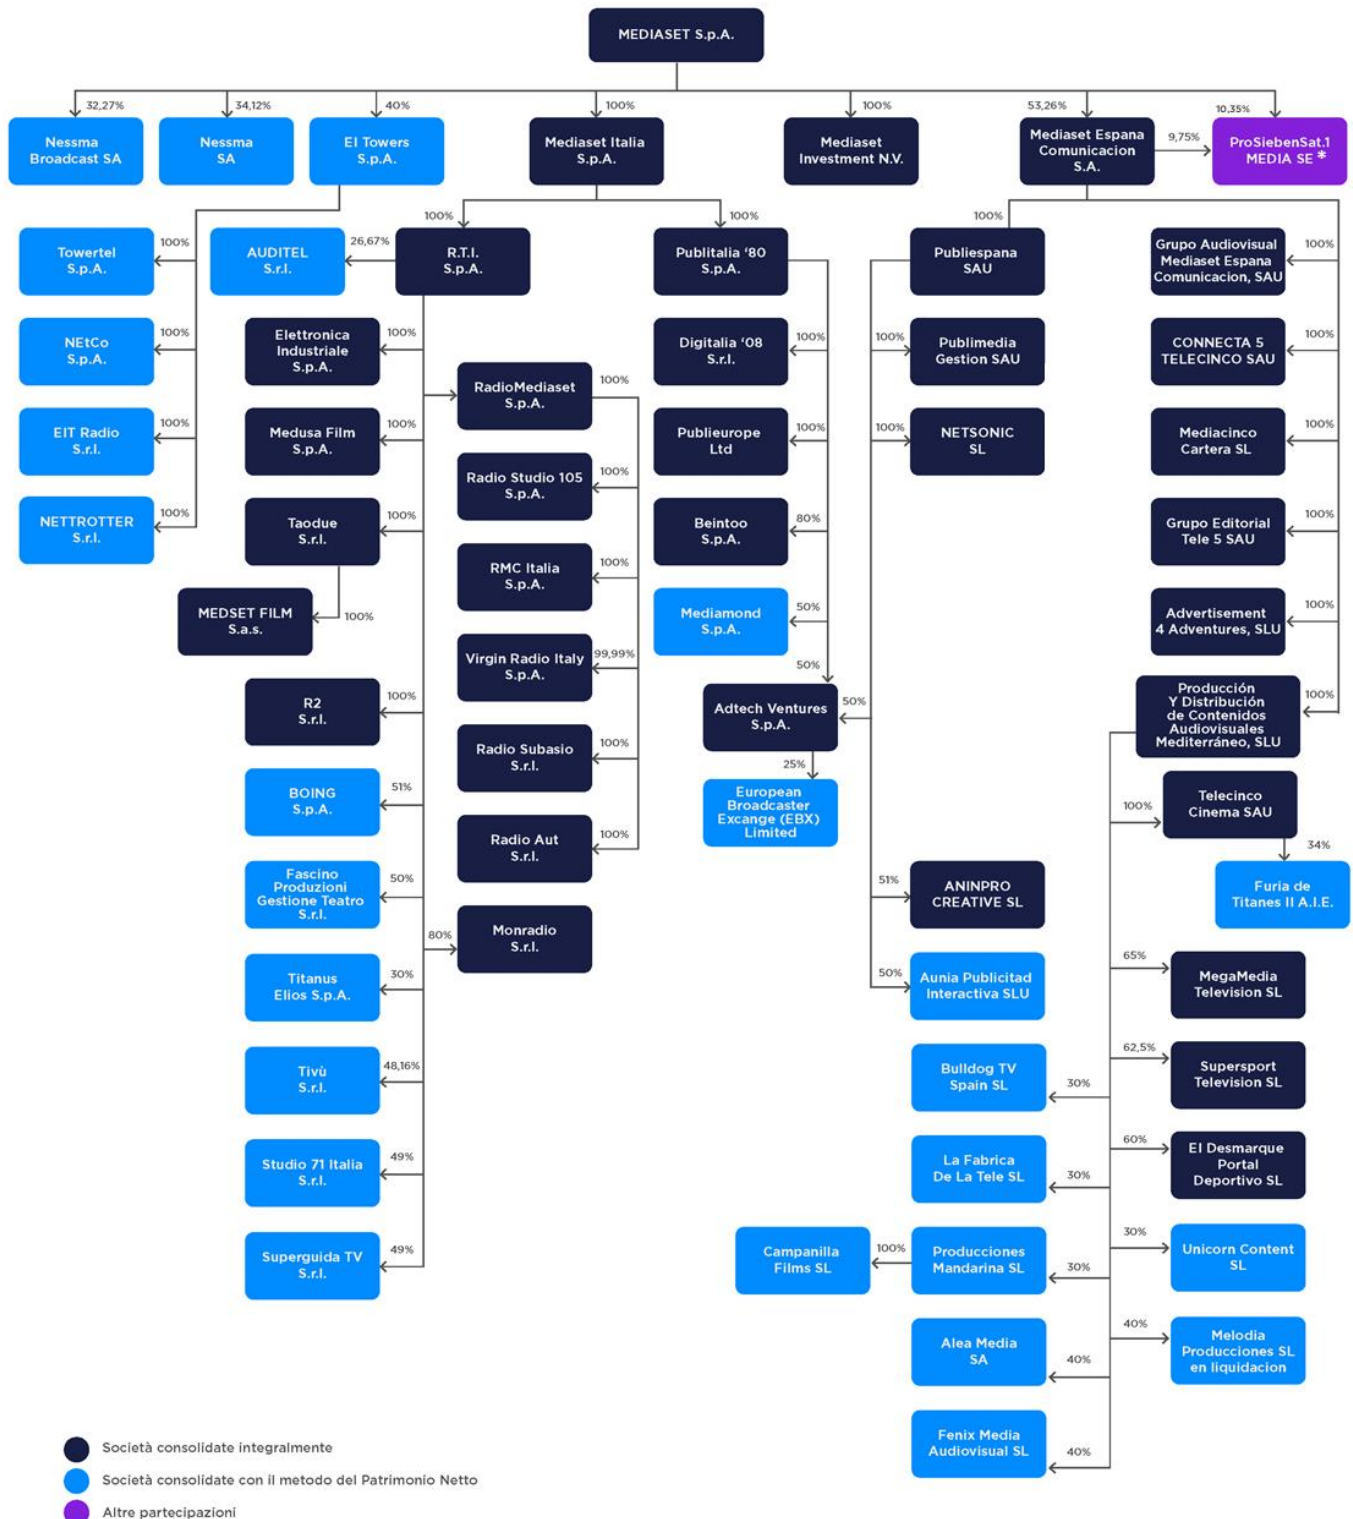 MEDIASET S.p.A.
32,27%
34,12%
40%
100%
100%
53,26%
10,35%
Nessma
Broadcast SA
Nessma
SA
EI Towers
S.p.A.
Mediaset Italia
S.p.A.
Mediaset
Investment N.V.
Mediaset Espana
Comunicacion
S.A.
9,75%
ProSiebenSat.1
MEDIA SE *
100%
100%
100%
Towertel
S.p.A.
100%
AUDITEL
S.r.l.
26,67%
R.T.I.
S.p.A.
Publitalia ‘80
S.p.A.
Publiespana
SAU
Grupo Audiovisual
Mediaset Espana
Comunicacion, SAU
100%
NEtCo
S.p.A.
100%
Elettronica
Industriale
S.p.A.
100%
Digitalia ‘08
S.r.l.
100%
100%
Publimedia
Gestion SAU
CONNECTA 5
TELECINCO SAU
100%
RadioMediaset
S.p.A.
100%
EIT Radio
S.r.l.
100%
Medusa Film
S.p.A.
100%
Publieurope
Ltd
100%
100%
NETSONIC
SL
Mediacinco
Cartera SL
100%
Radio Studio 105
S.p.A.
100%
NETTROTTER
S.r.l.
100%
Taodue
S.r.l.
100%
Beintoo
S.p.A.
80%
Grupo Editorial
Tele 5 SAU
100%
RMC Italia
S.p.A.
100%
MEDSET FILM
S.a.s.
100%
Mediamond
S.p.A.
50%
Advertisement
4 Adventures, SLU
100%
Virgin Radio Italy
S.p.A.
99,99%
50%
R2
S.r.l.
100%
Adtech Ventures
S.p.A.
50%
Producción
Y Distribución
de Contenidos
Audiovisuales
Mediterráneo, SLU
100%
Radio Subasio
S.r.l.
100%
25%
BOING
S.p.A.
51%
European
Broadcaster
Excange (EBX)
Limited
100%
Telecinco
Cinema SAU
Radio Aut
S.r.l.
100%
34%
Fascino
Produzioni
Gestione Teatro
S.r.l.
50%
51%
ANINPRO
CREATIVE SL
Furia de
Titanes II A.I.E.
80%
Monradio
S.r.l.
Titanus
Elios S.p.A.
30%
50%
Aunia Publicitad
Interactiva SLU
65%
MegaMedia
Television SL
Tivù
S.r.l.
48,16%
Bulldog TV
Spain SL
30%
62,5%
Supersport
Television SL
Studio 71 Italia
S.r.l.
49%
La Fabrica
De La Tele SL
30%
60%
El Desmarque
Portal
Deportivo SL
Superguida TV
S.r.l.
49%
Campanilla
Films SL
100%
Producciones
Mandarina SL
30%
30%
Unicorn Content
SL
Alea Media
SA
40%
40%
Melodia
Producciones SL
en liquidacion
Fenix Media
Audiovisual SL
40%
Società consolidate integralmente
Società consolidate con il metodo del Patrimonio Netto
Altre partecipazioni